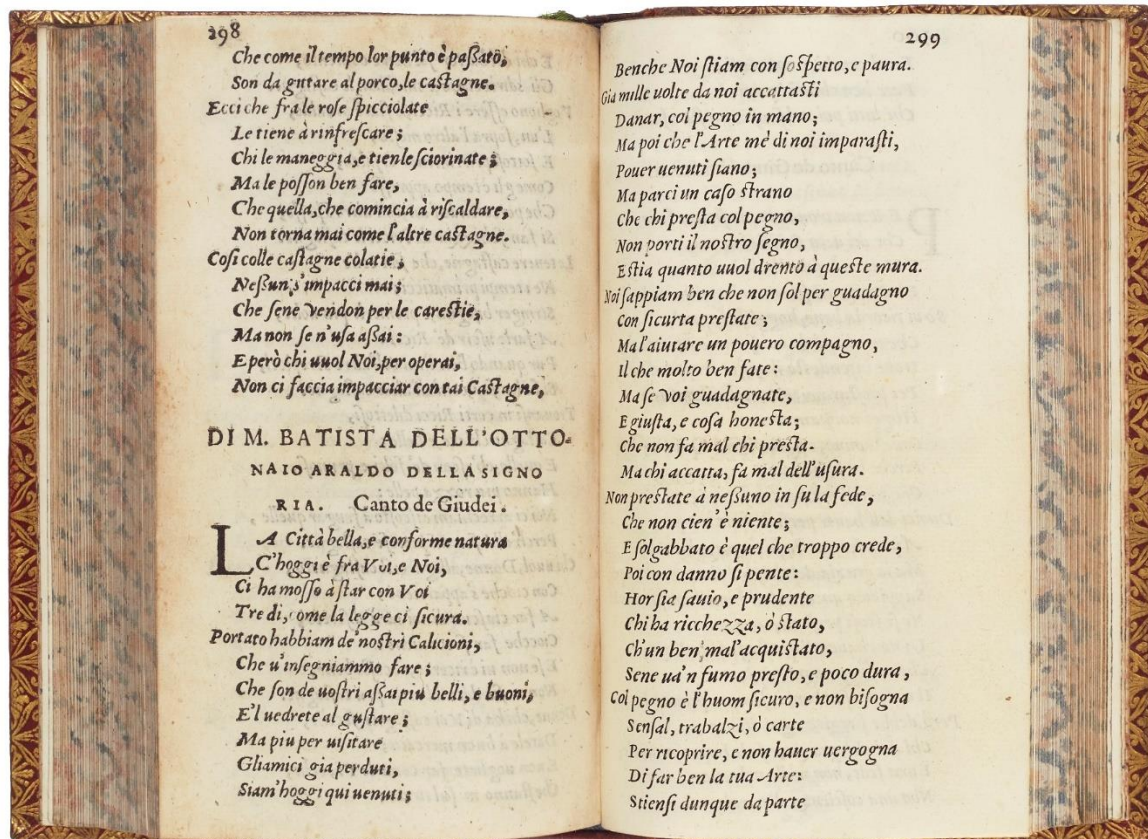 298
Che come il tempo lor punto è paſſato,
Son da gittare al porco, le caſtagne.
Ecci che fra le roſe ſpicciolate
Le tiene à rinfreſcare;
Chi le maneggia, e tienle ſciorinate;
Ma le poſſon ben fare,
Che quella, che comincia à riſcaldare,
Non torna mai come l'altre caſtagne.
Coſi colle caſtagne colatie,
Neſſun s'impacci mai;
Che ſene vendon per le careſtie,
Ma non ſe n'uſa aſſai:
E però chi uuol Noi, per operai,
Non ci faccia impacciar con tai Caſtagne,
DI M. BATISTA DELL'OTTO-
NAIO ARALDO DELLA SIGNO
RIA. Canto de Giudei.
LA Città bella, e conforme natura
C'hoggi è fra Voi, e Noi,
Ci ha moſſo à ſtar con Voi
Tre di, come la legge ci ſicura.
Portato habbiam de' noſtri Calicioni,
Che u'inſegniammo fare;
Che ſon de uoſtri aſſai piu belli, e buoni,
E'l uedrete al guſtare;
Ma piu per uiſitare
Gliamici gia perduti,
Siam'hoggi qui uenuti;
299
Benche Noi ſtiam con ſoſpetto, e paura.
Gia mille uolte da noi accattaſti
Danar, col pegno in mano;
Ma poi che l'Arte mè di noi imparaſti,
Pouer uenuti ſiano;
Ma parci un caſo ſtrano
Che chi preſta col pegno,
Non porti il noſtro ſegno,
E ſtia quanto uuol drento à queſte mura.
Noi ſappiam ben che non ſol per guadagno
Con ſicurta preſtate;
Ma l'aiutare un pouero compagno,
Il che molto ben fate:
Ma ſe voi guadagnate,
E giuſta, e coſa honeſta;
Che non fa mal chi preſta.
Ma chi accatta, fa mal dell'uſura.
Non preſtate à neſſuno in ſu la fede,
Che non cien'è niente;
E ſol gabbato è quel che troppo crede,
Poi con danno ſi pente:
Hor ſia ſauio, e prudente
Chi ha ricchezza, ò ſtato,
Ch'un ben, mal'acquiſtato,
Sene ua'n fumo preſto, e poco dura,
Col pegno è l'huom ſicuro, e non biſogna
Senſal, trabalzi, ò carte
Per ricoprire, e non hauer uergogna
Di far ben la tua Arte:
Stienſi dunque da parte